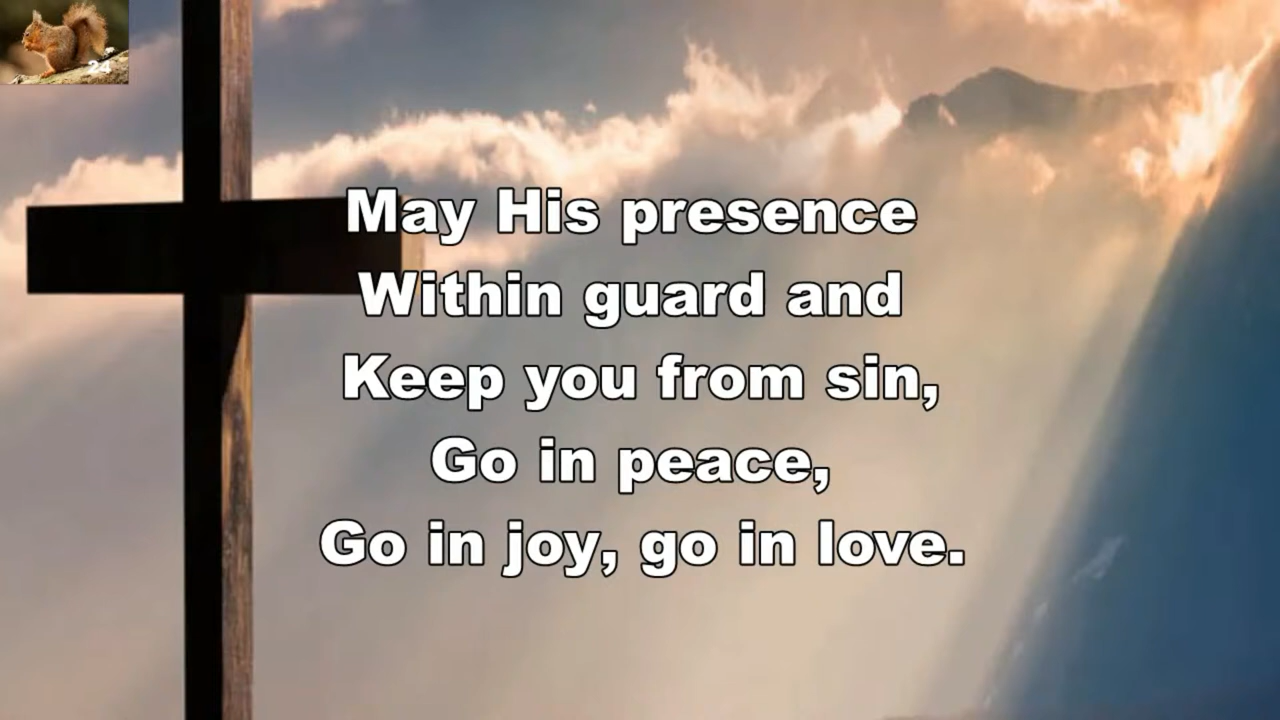 24
May His presence
Within guard and
Keep you from sin,
Go in peace,
Go in joy, go in love.